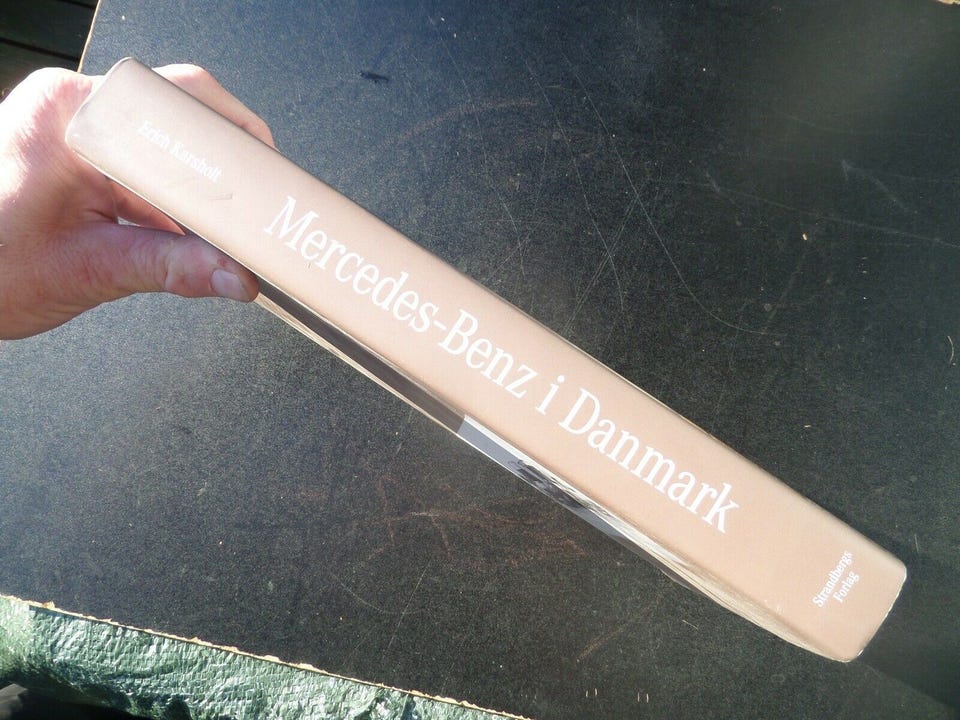 Erich Karsholt
Mercedes-Benz i Danmark
Strandbergs
Forlag